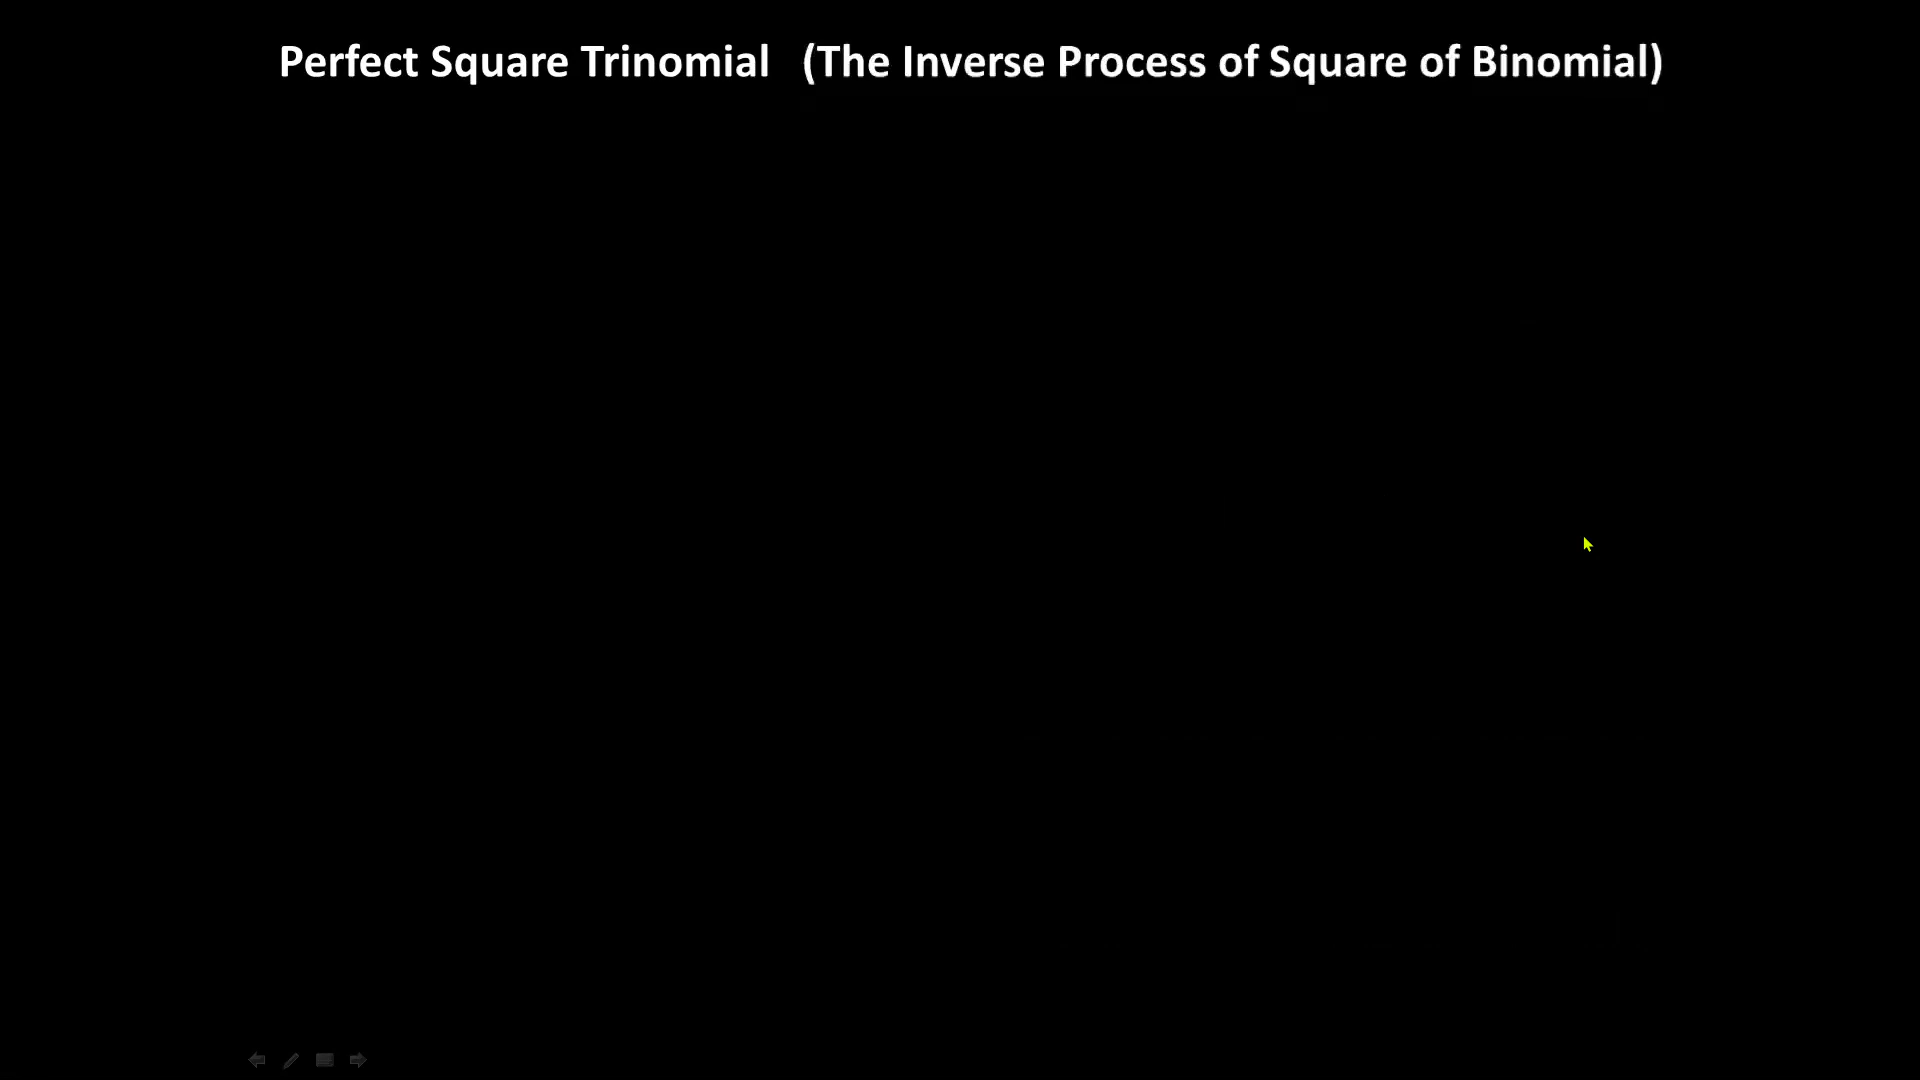 Perfect Square Trinomial (The Inverse Process of Square of Binomial)